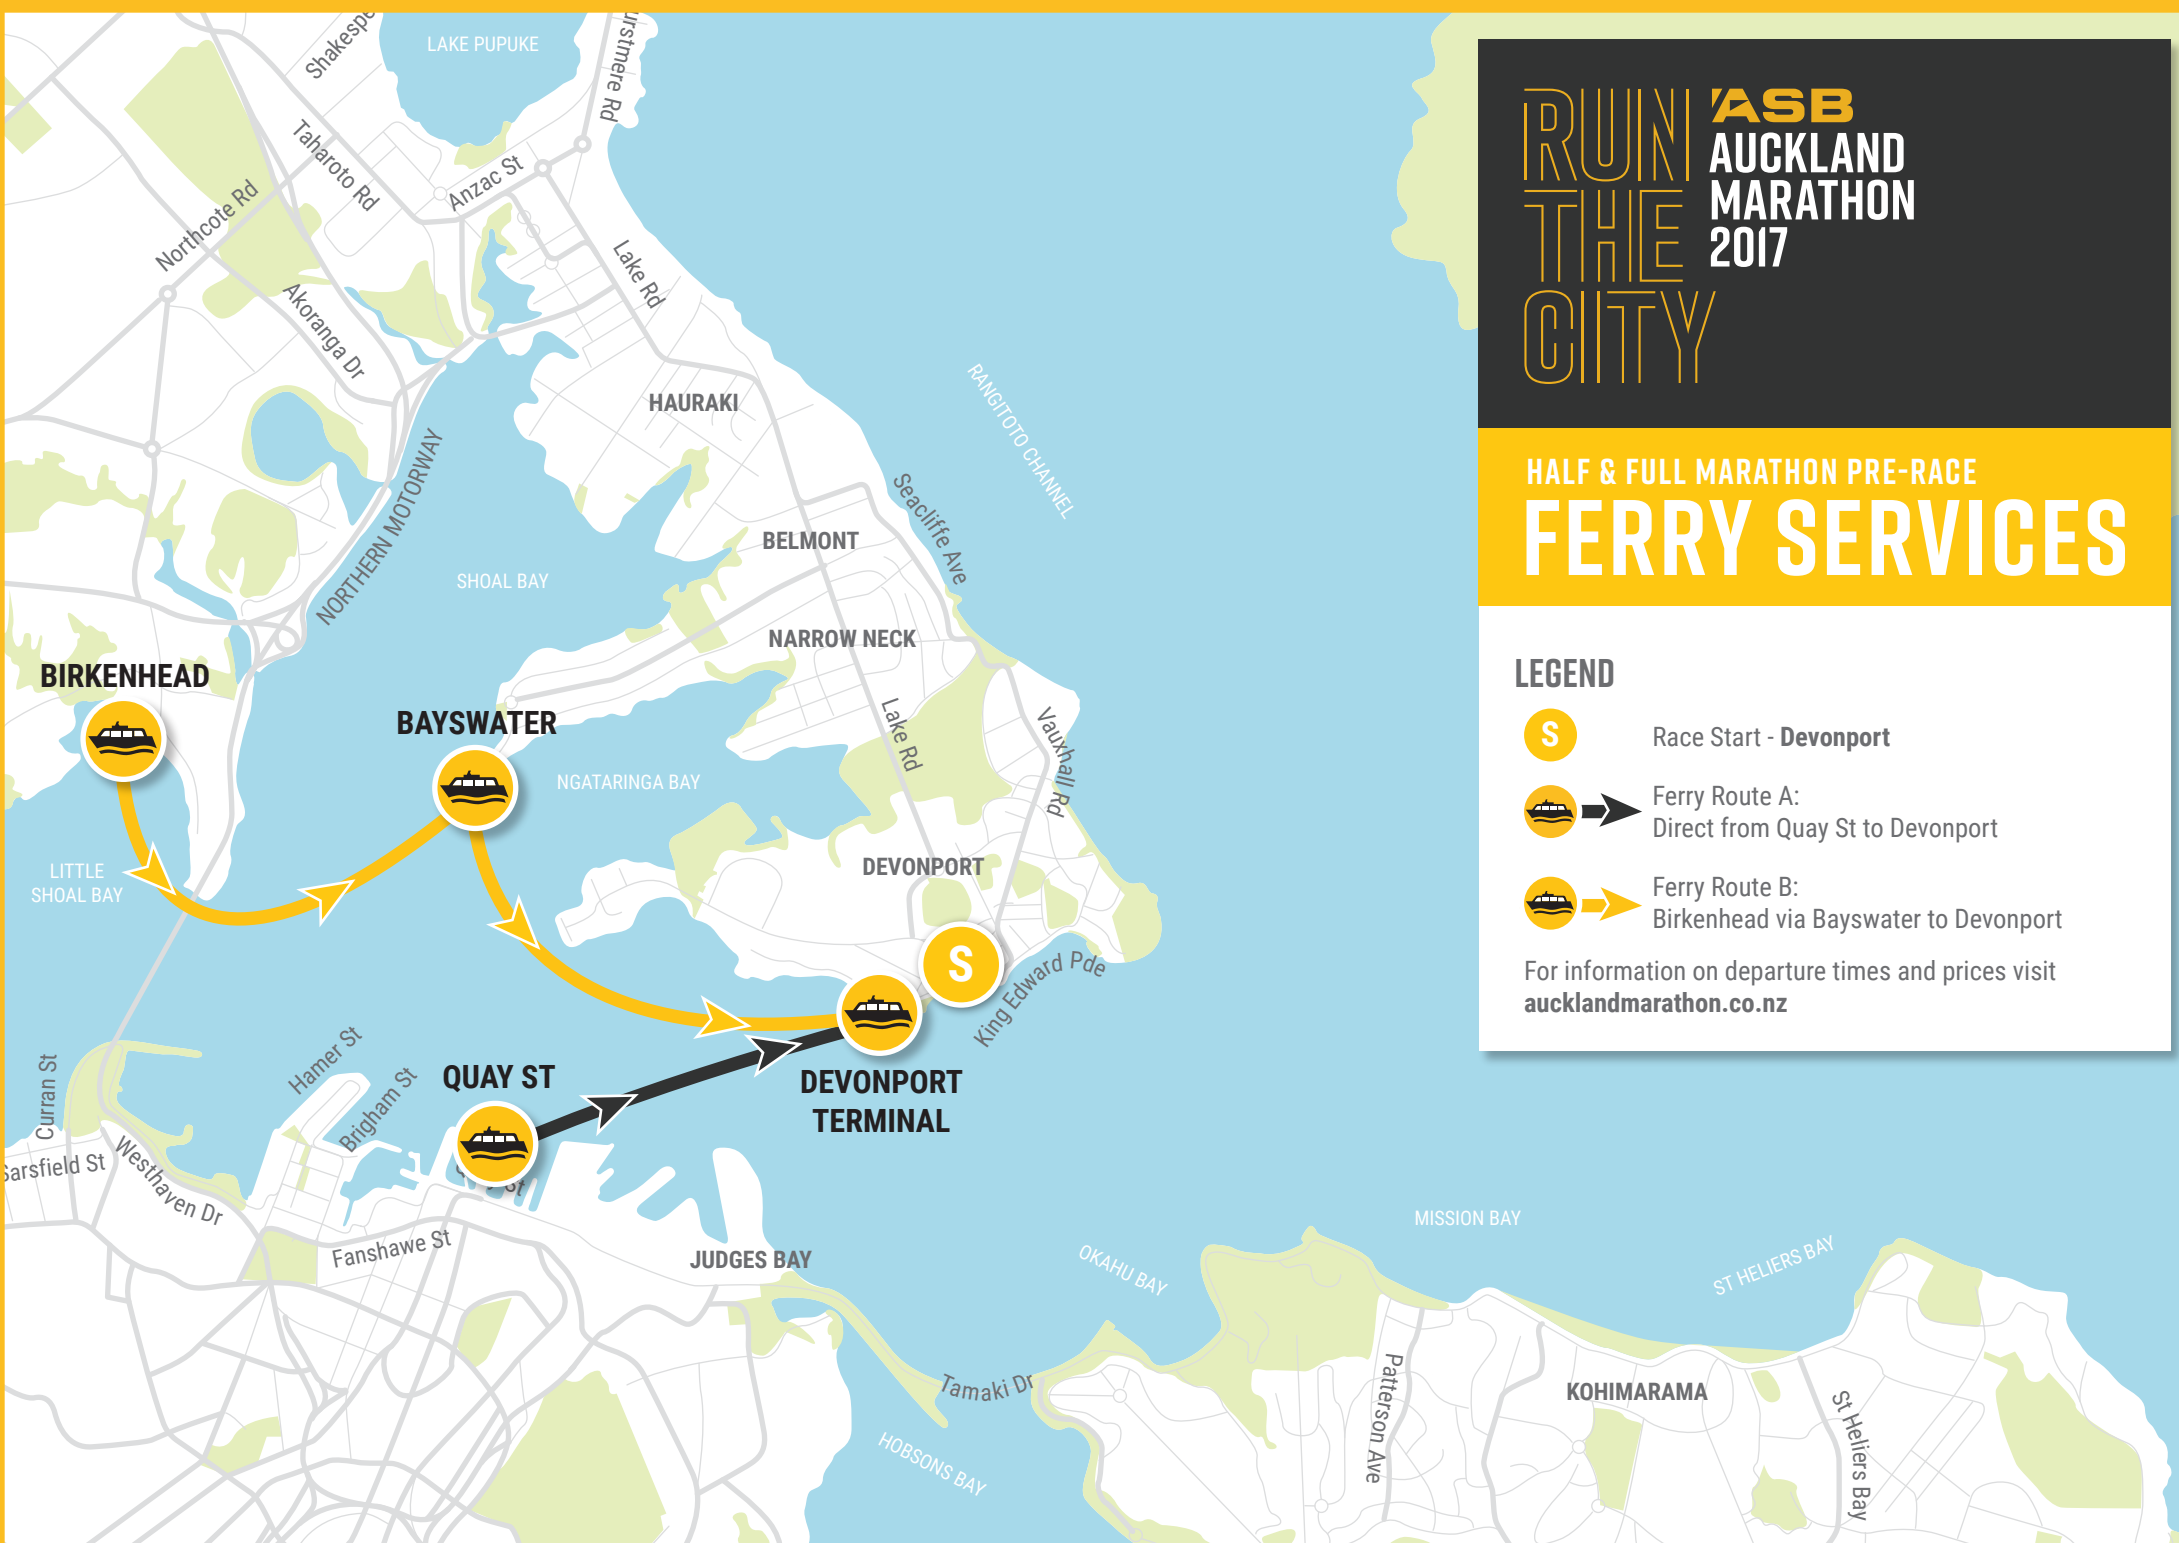 RUN
THE
CITY
ASB
AUCKLAND
MARATHON
2017
HALF & FULL MARATHON PRE-RACE
FERRY SERVICES
LEGEND
S
Race Start - Devonport
Ferry Route A:
Direct from Quay St to Devonport
Ferry Route B:
Birkenhead via Bayswater to Devonport
For information on departure times and prices visit
aucklandmarathon.co.nz
LAKE PUPUKE
Taharoto Rd
Anzac St
Northcote Rd
Akoranga Dr
Lake Rd
HAURAKI
RANGITOTO CHANNEL
NORTHERN MOTORWAY
Seacliffe Ave
BELMONT
SHOAL BAY
NARROW NECK
BIRKENHEAD
BAYSWATER
Lake Rd
Vauxhall Rd
NGATARINGA BAY
LITTLE
SHOAL BAY
DEVONPORT
S
King Edward Pde
DEVONPORT
TERMINAL
QUAY ST
Hamer St
Brigham St
Curran St
Sarsfield St
Westhaven Dr
St
Fanshawe St
JUDGES BAY
MISSION BAY
OKAHU BAY
ST HELIERS BAY
Tamaki Dr
HOBSONS BAY
Patterson Ave
KOHIMARAMA
St Heliers Bay